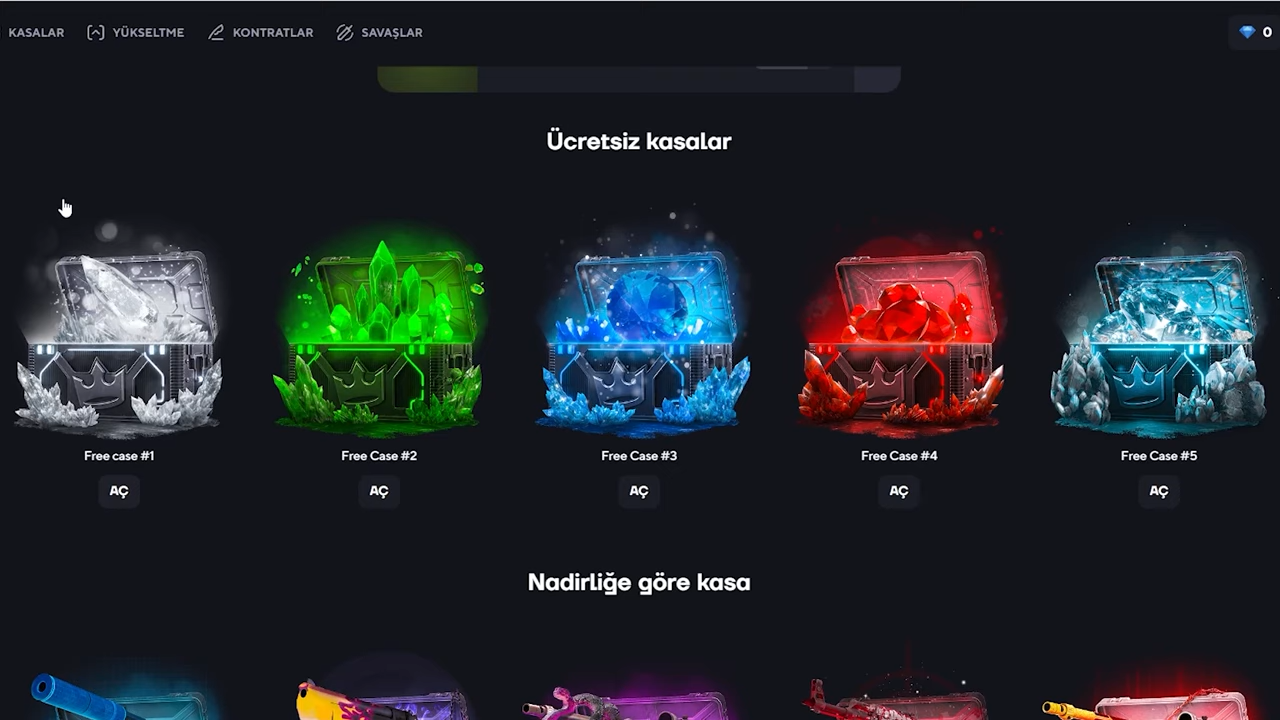 KASALAR YÜKSELTME KONTRATLAR SAVAŞLAR 0
Ücretsiz kasalar
Free case #1 Free Case #2 Free Case #3 Free Case #4 Free Case #5
AÇ AÇ AÇ AÇ AÇ
Nadirliğe göre kasa